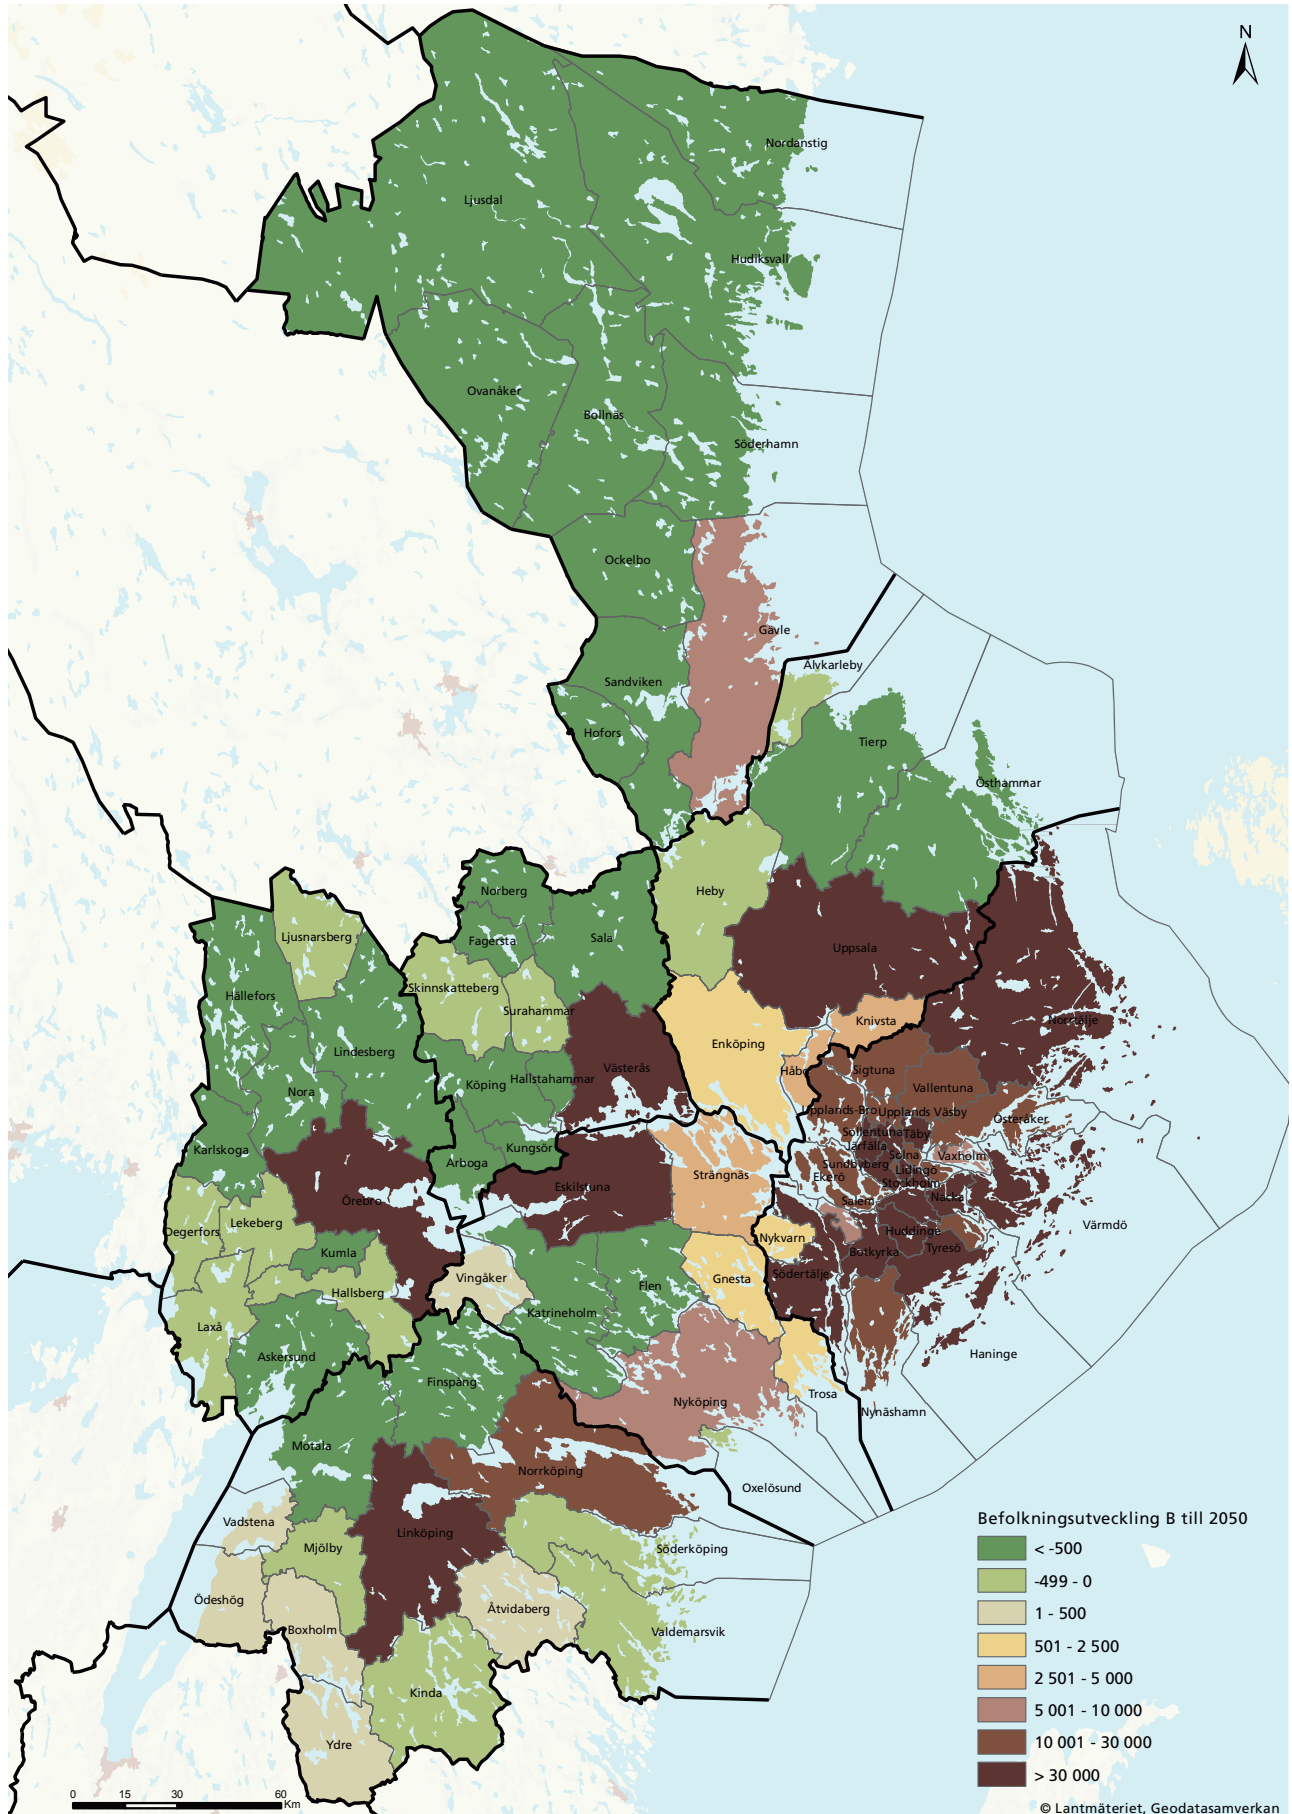 N
Nordanstig
Ljusdal
Hudiksvall
Ovanåker
Bollnäs
Söderhamn
Ockelbo
Gävle
Älvkarleby
Sandviken
Hofors
Tierp
Östhammar
Norberg
Heby
Ljusnarsberg
Fagersta
Sala
Uppsala
Skinnskatteberg
Hällefors
Surahammar
Knivsta
Norrtälje
Enköping
Lindesberg
Västerås
Håbo
Sigtuna
Köping
Hallstahammar
Vallentuna
Nora
Upplands-Bro
Upplands Väsby
Österåker
Sollentuna
Täby
Karlskoga
Kungsör
Järfälla
Solna
Vaxholm
Arboga
Sundbyberg
Lidingö
Strängnäs
Ekerö
Stockholm
Eskilstuna
Örebro
Salem
Nacka
Värmdö
Degerfors
Lekeberg
Huddinge
Nykvarn
Tyresö
Kumla
Botkyrka
Vingåker
Gnesta
Södertälje
Flen
Hallsberg
Katrineholm
Laxå
Askersund
Haninge
Finspång
Trosa
Nyköping
Nynäshamn
Motala
Norrköping
Oxelösund
Vadstena
Linköping
Mjölby
Söderköping
Ödeshög
Åtvidaberg
Boxholm
Valdemarsvik
Kinda
Ydre
Befolkningsutveckling B till 2050
< -500
-499 - 0
1 - 500
501 - 2 500
2 501 - 5 000
5 001 - 10 000
10 001 - 30 000
> 30 000
0 15 30 60
Km
© Lantmäteriet, Geodatasamverkan